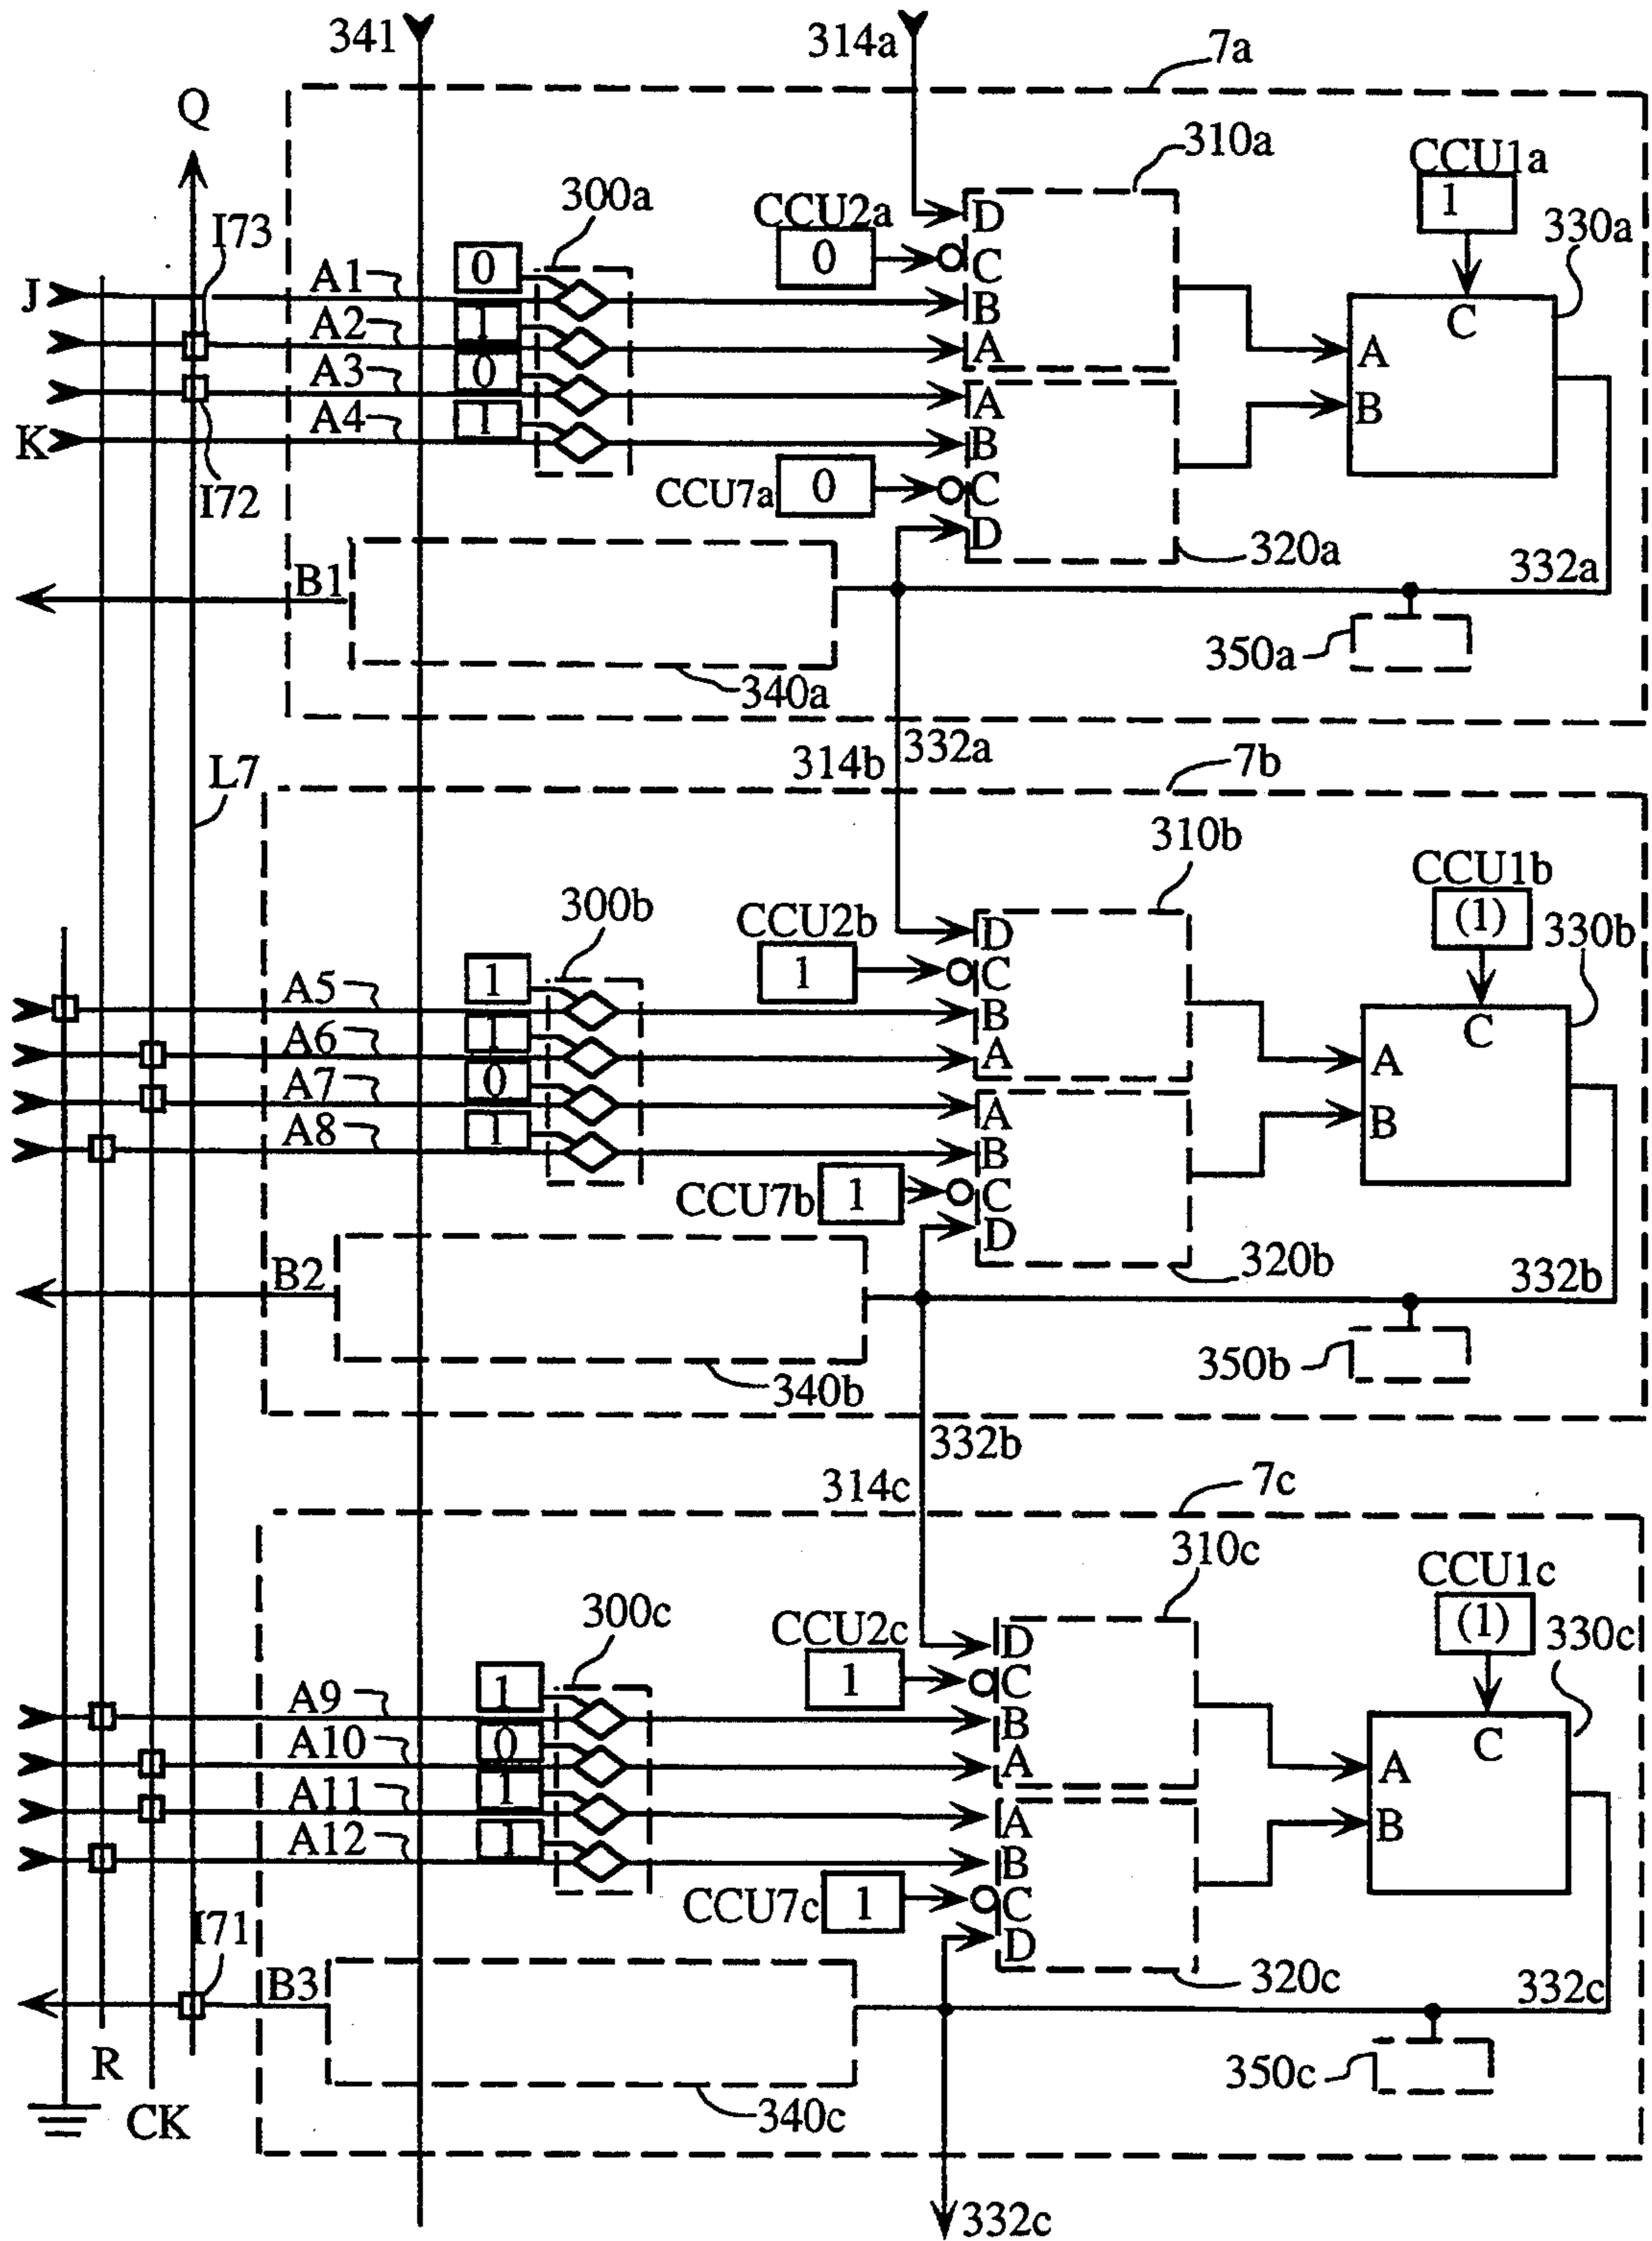 341
314a
7a
Q
310a
CCU1a
1
300a
CCU2a
0
330a
I73
D
C
J
A1
0
B
C
A2
1
A
A
A3
0
A
B
K
A4
1
B
I72
CCU7a
0
C
D
320a
B1
332a
350a
340a
332a
314b
7b
L7
310b
CCU1b
(1)
300b
CCU2b
1
330b
D
C
A5
1
B
C
A6
1
A
A
A7
0
A
B
A8
1
B
CCU7b
1
C
D
320b
B2
332b
350b
340b
332b
314c
7c
310c
CCU1c
(1)
300c
CCU2c
1
330c
D
C
A9
1
B
C
A10
0
A
A
A11
1
A
B
A12
1
B
CCU7c
1
C
I71
D
320c
B3
332c
R
350c
CK
340c
332c